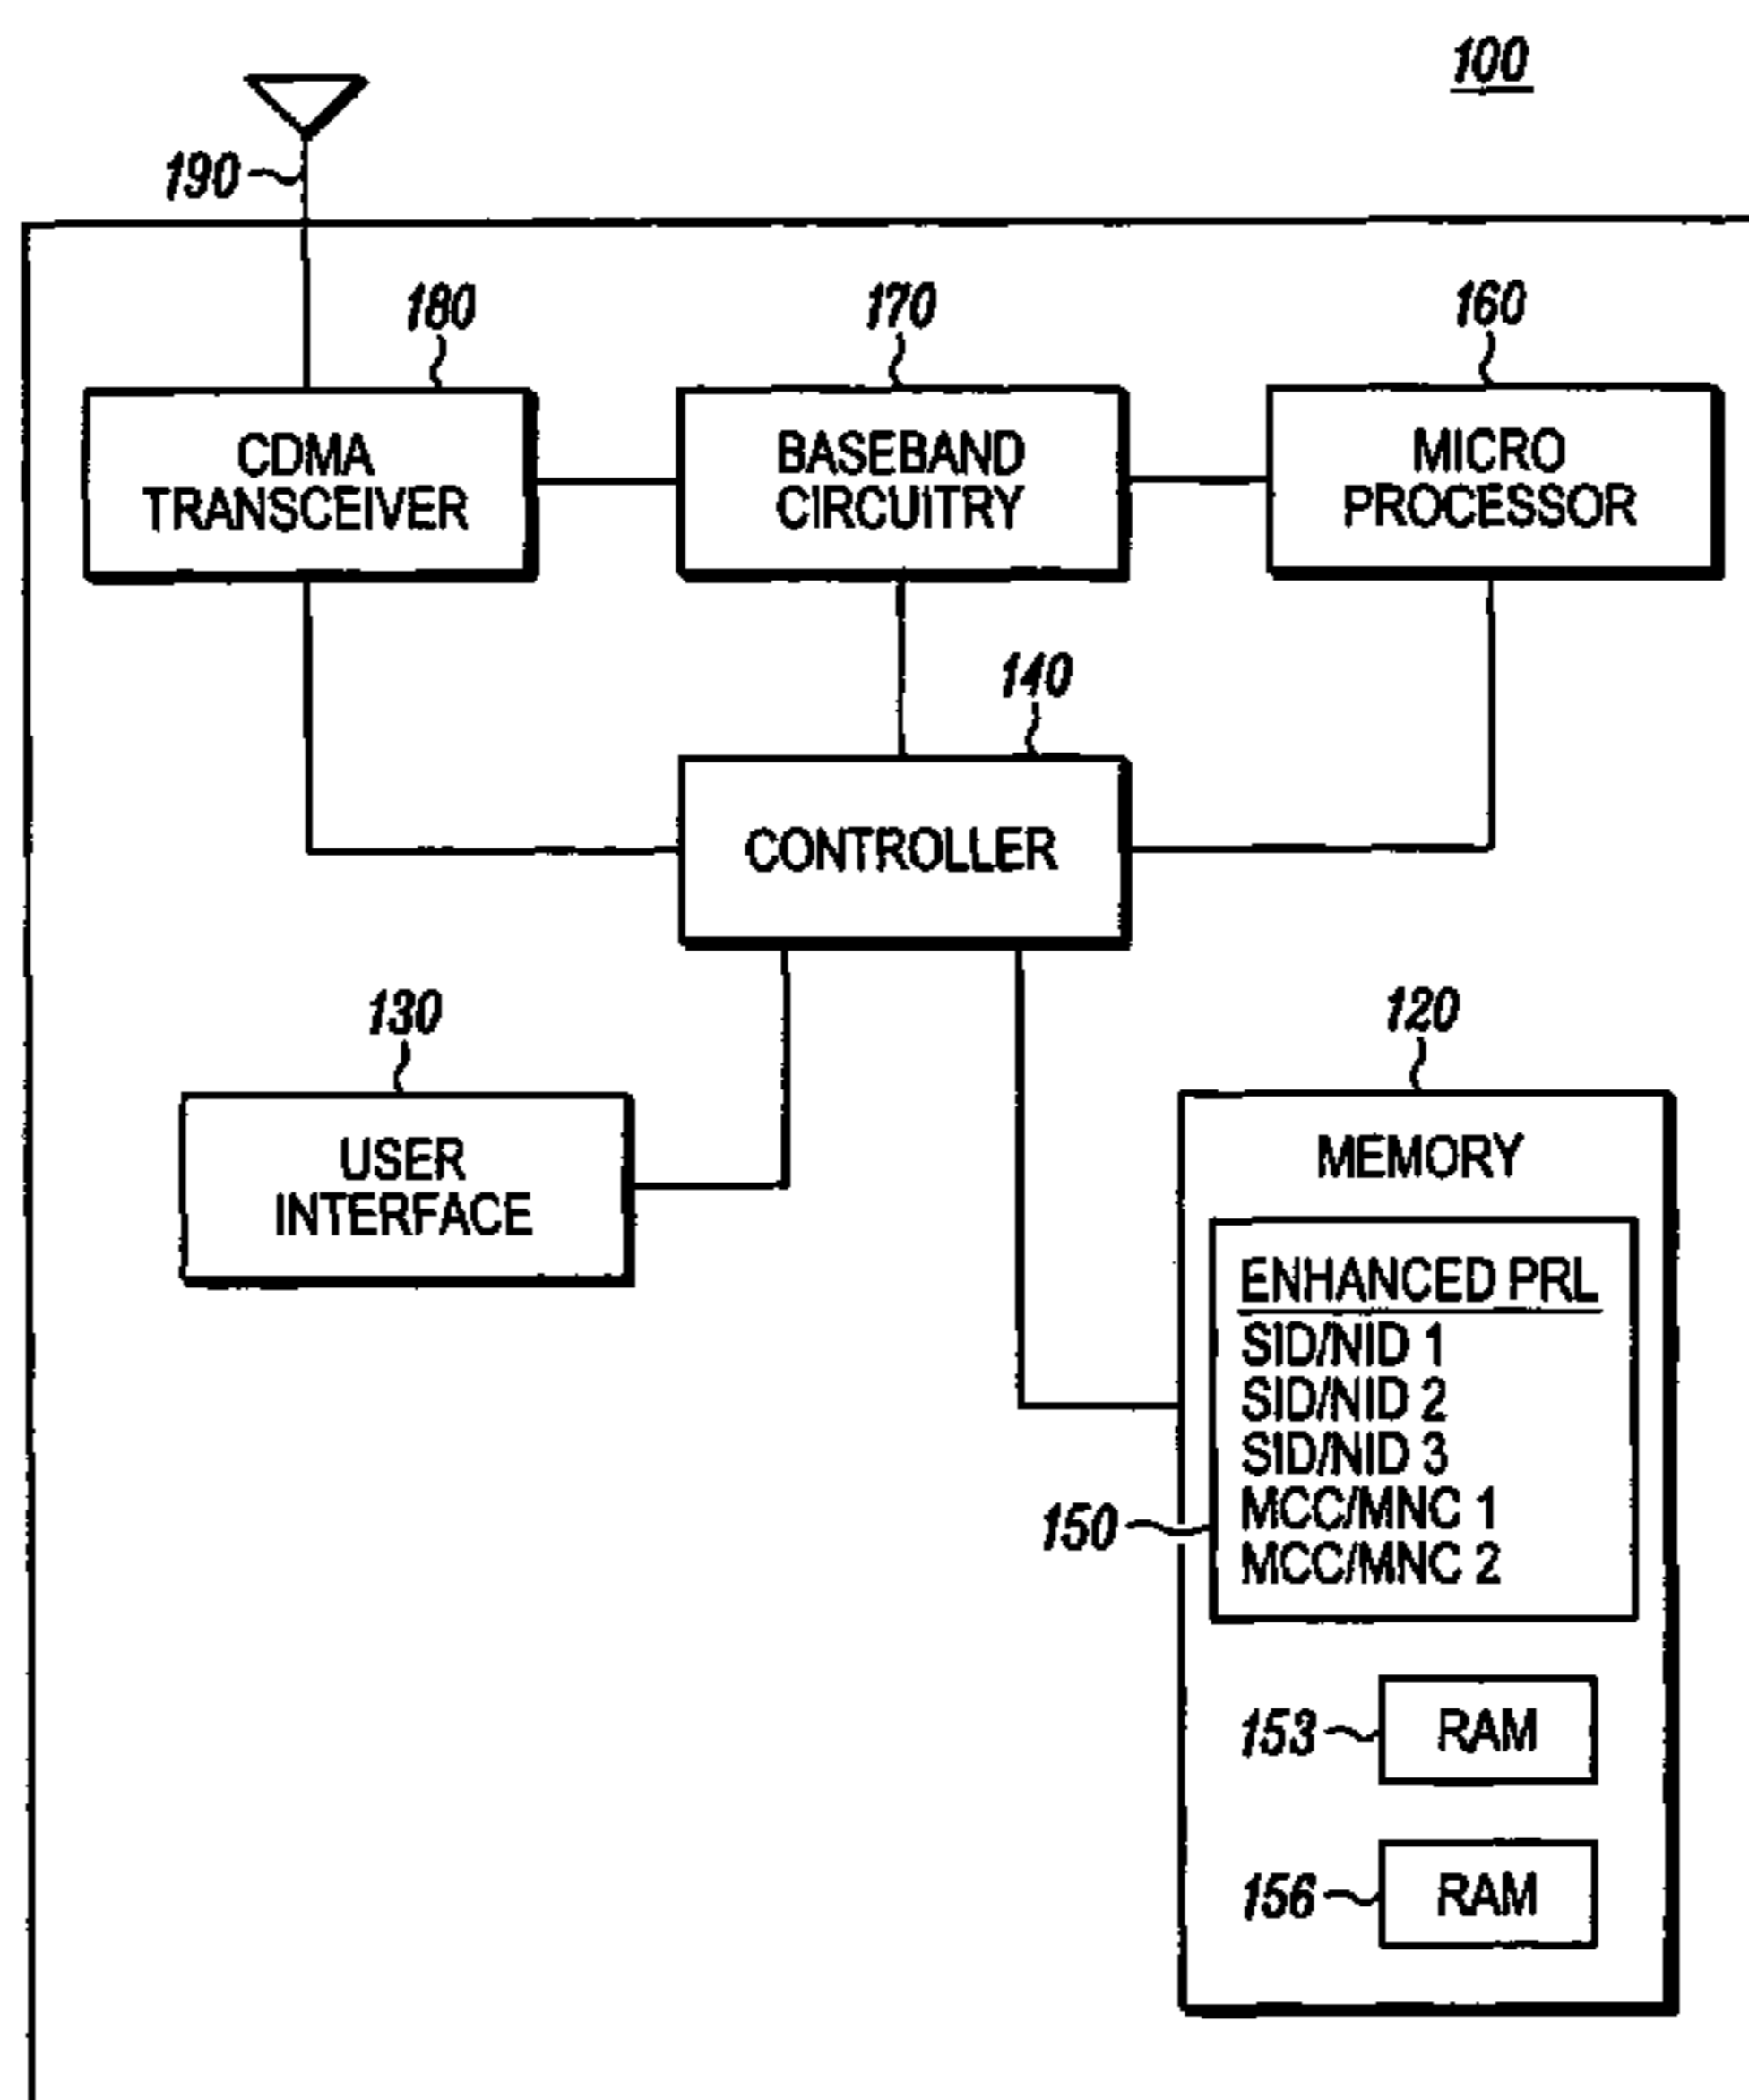 100
190
180
170
160
CDMA
TRANSCEIVER
BASEBAND
CIRCUITRY
MICRO
PROCESSOR
140
CONTROLLER
130
120
USER
INTERFACE
MEMORY
ENHANCED PRL
SID/NID 1
SID/NID 2
SID/NID 3
MCC/MNC 1
150
MCC/MNC 2
153
RAM
156
RAM